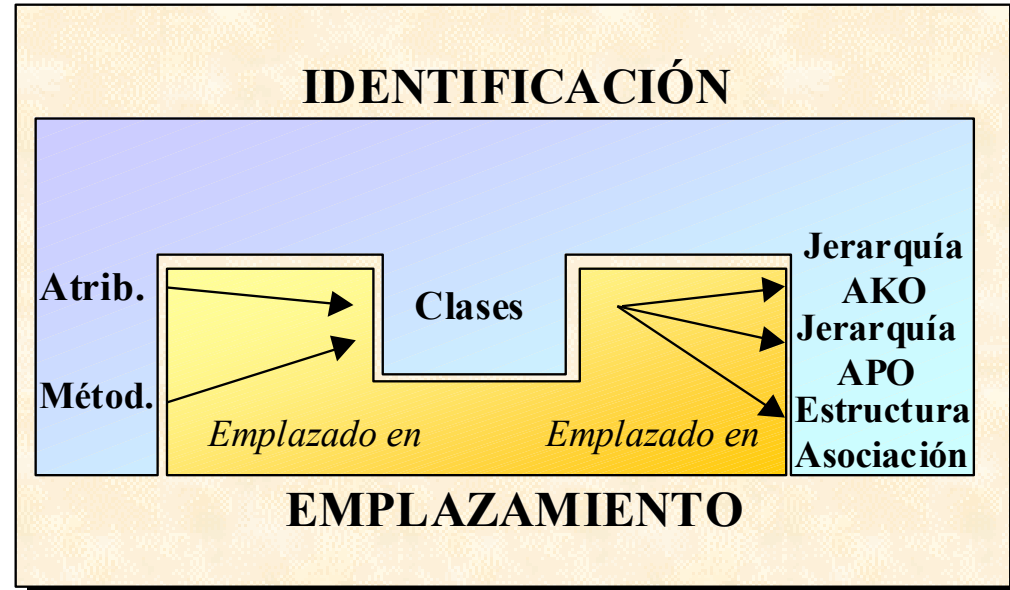 IDENTIFICACIÓN
Atrib.
Métod.
Clases
Jerarquía
AKO
Jerarquía
APO
Estructura
Asociación
Emplazado en
Emplazado en
EMPLAZAMIENTO